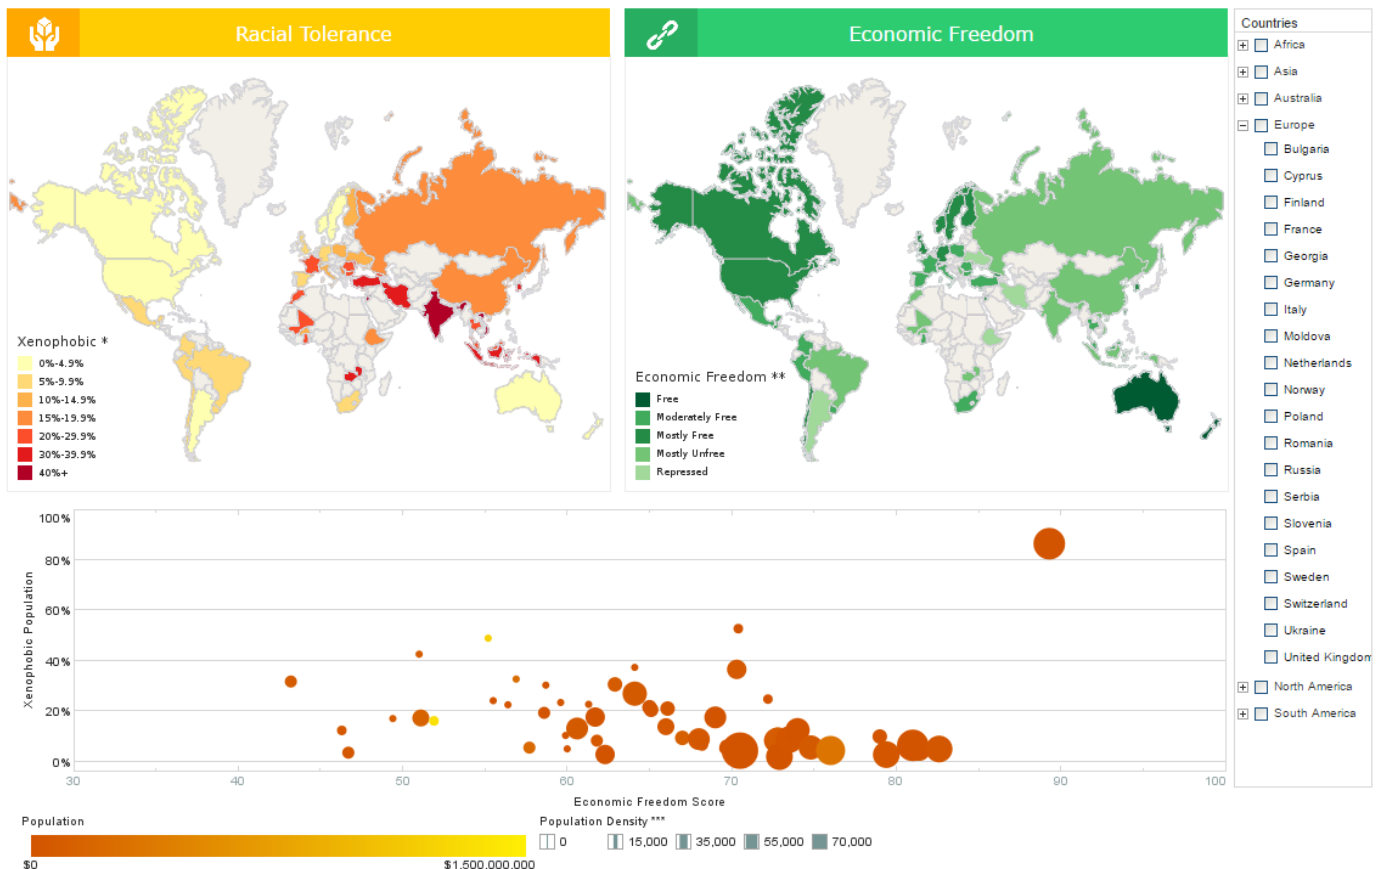 Racial Tolerance
Xenophobic *
0%-4.9%
5%-9.9%
10%-14.9%
15%-19.9%
20%-29.9%
30%-39.9%
40%+
Economic Freedom
Economic Freedom **
Free
Moderately Free
Mostly Free
Mostly Unfree
Repressed
Countries
Africa
Asia
Australia
Europe
Bulgaria
Cyprus
Finland
France
Georgia
Germany
Italy
Moldova
Netherlands
Norway
Poland
Romania
Russia
Serbia
Slovenia
Spain
Sweden
Switzerland
Ukraine
United Kingdom
North America
South America
Xenophobic Population
100%
80%
60%
40%
20%
0%
30 40 50 60 70 80 90 100
Economic Freedom Score
Population
$0 $1,500,000,000
Population Density ***
0 15,000 35,000 55,000 70,000